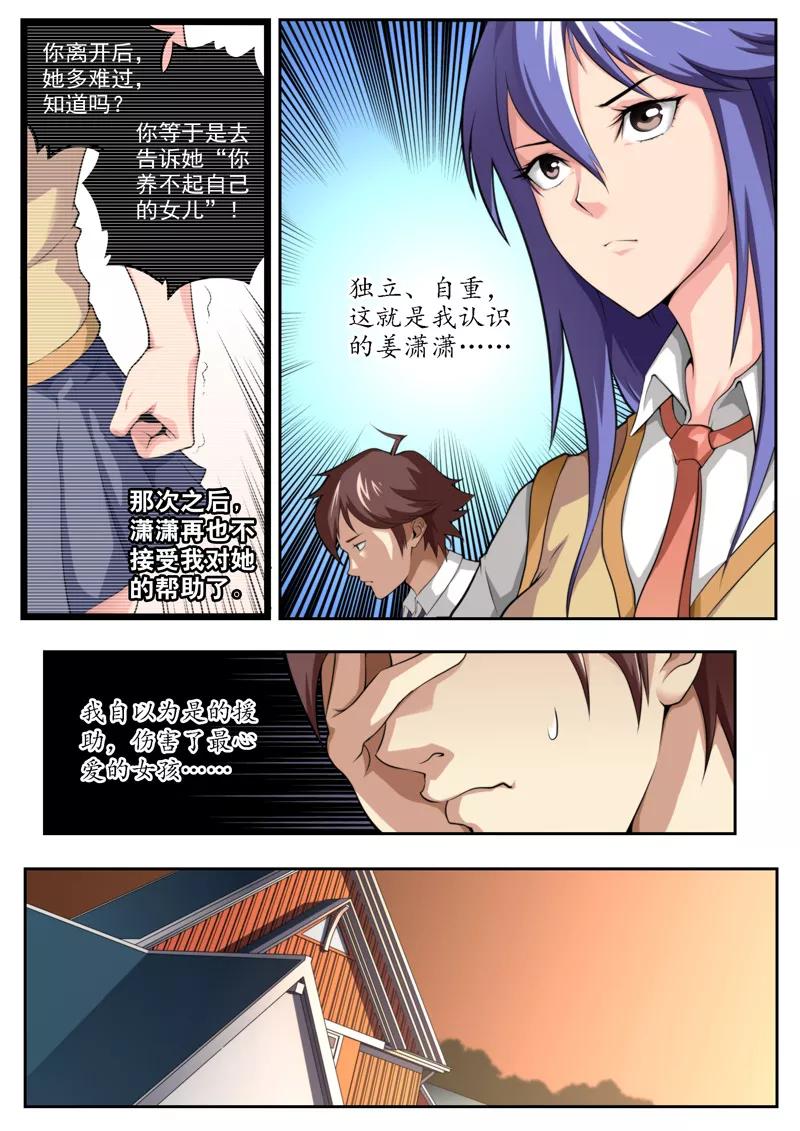 你离开后，
她多难过，
知道吗？
你等于是去
告诉她“你
养不起自己
的女儿”！
那次之后，
潇潇再也不
接受我对她
的帮助了。
独立、自重，
这就是我认识
的姜潇潇……
我自以为是的援
助，伤害了最心
爱的女孩……